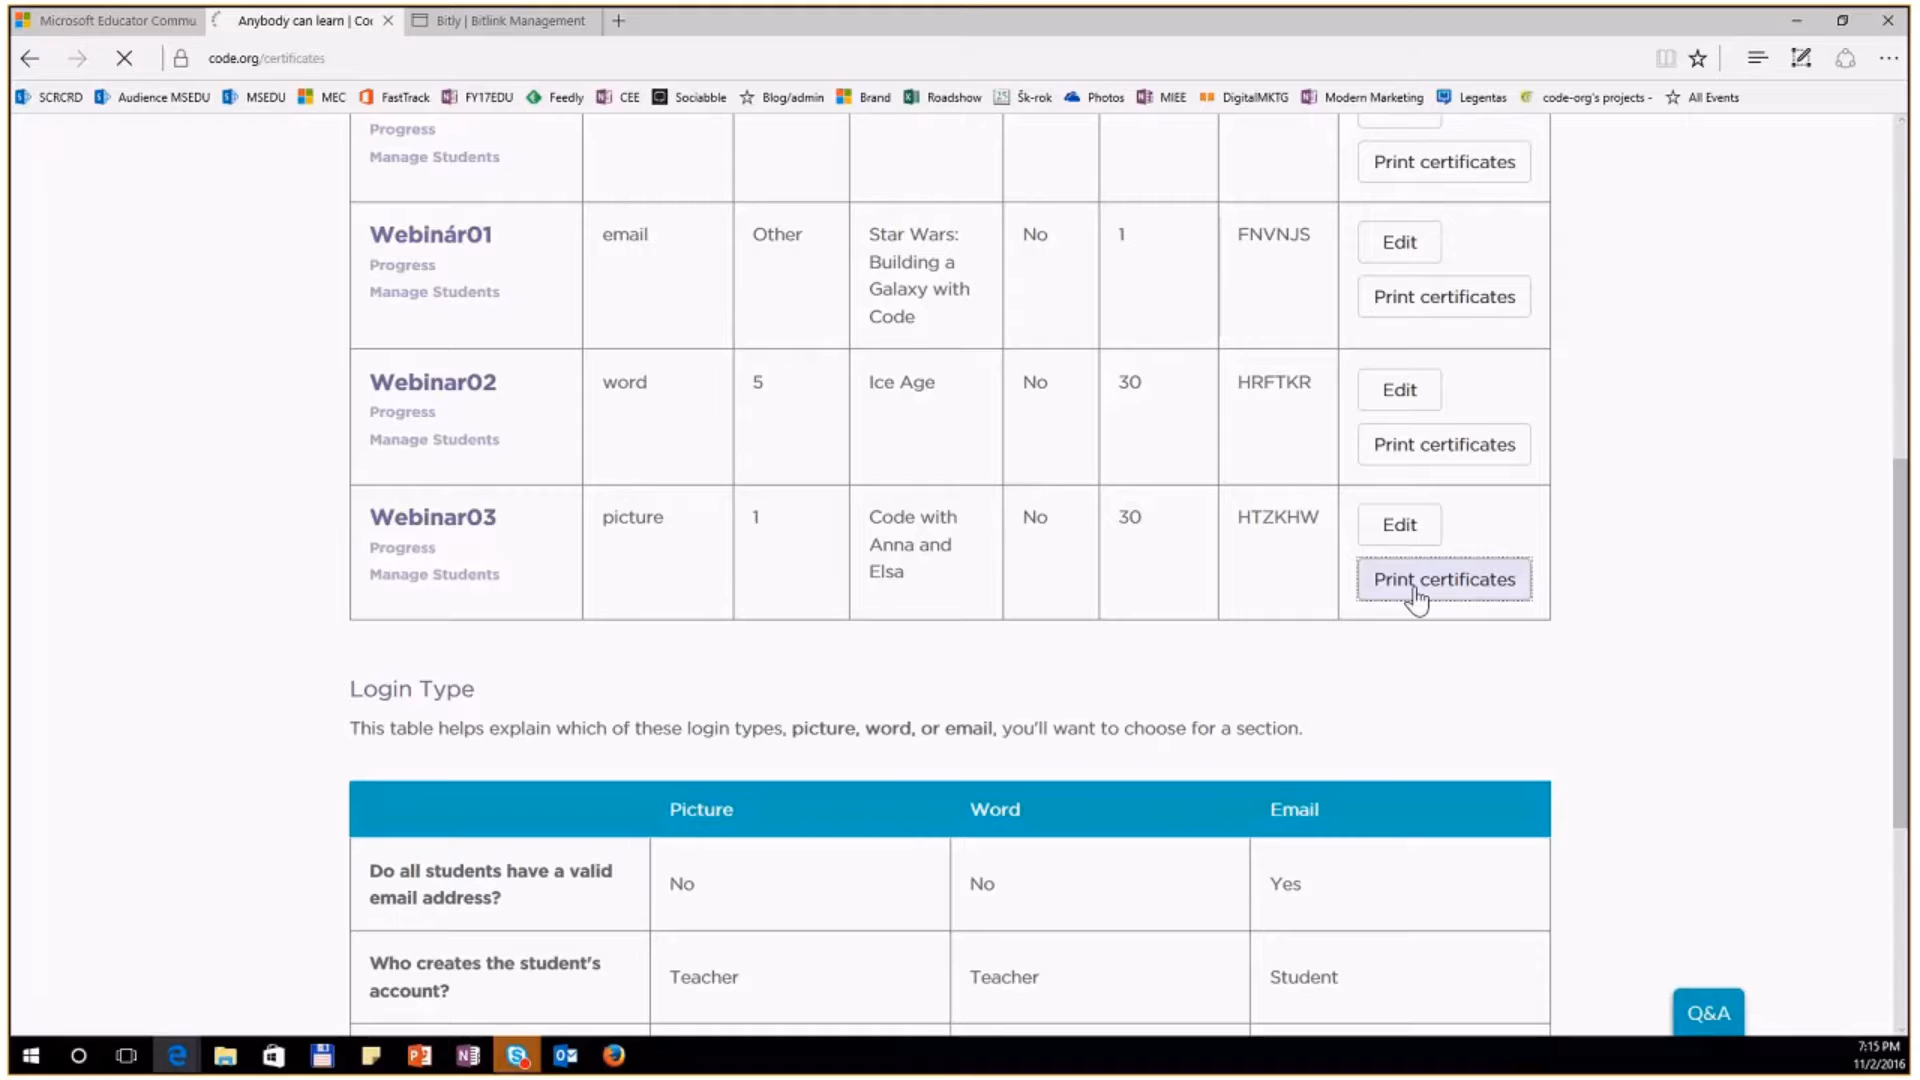 Microsoft Educator Commu
Anybody can learn | Co
Bitly | Bitlink Management
code.org/certificates
SCRCRD
Audience MSEDU
MSEDU
MEC
FastTrack
FY17EDU
Feedly
CEE
Sociabble
Blog/admin
Brand
Roadshow
Šk-rok
Photos
MIEE
DigitalMKTG
Modern Marketing
Legentas
code-org's projects -
All Events
Progress
Manage Students
Print certificates
Webinár01
Progress
Manage Students
email
Other
Star Wars:
Building a
Galaxy with
Code
No
1
FNVNJS
Edit
Print certificates
Webinar02
Progress
Manage Students
word
5
Ice Age
No
30
HRFTKR
Edit
Print certificates
Webinar03
Progress
Manage Students
picture
1
Code with
Anna and
Elsa
No
30
HTZKHW
Edit
Print certificates
Login Type
This table helps explain which of these login types, picture, word, or email, you'll want to choose for a section.
Picture
Word
Email
Do all students have a valid
email address?
No
No
Yes
Who creates the student's
account?
Teacher
Teacher
Student
Q&A
7:15 PM
11/2/2016